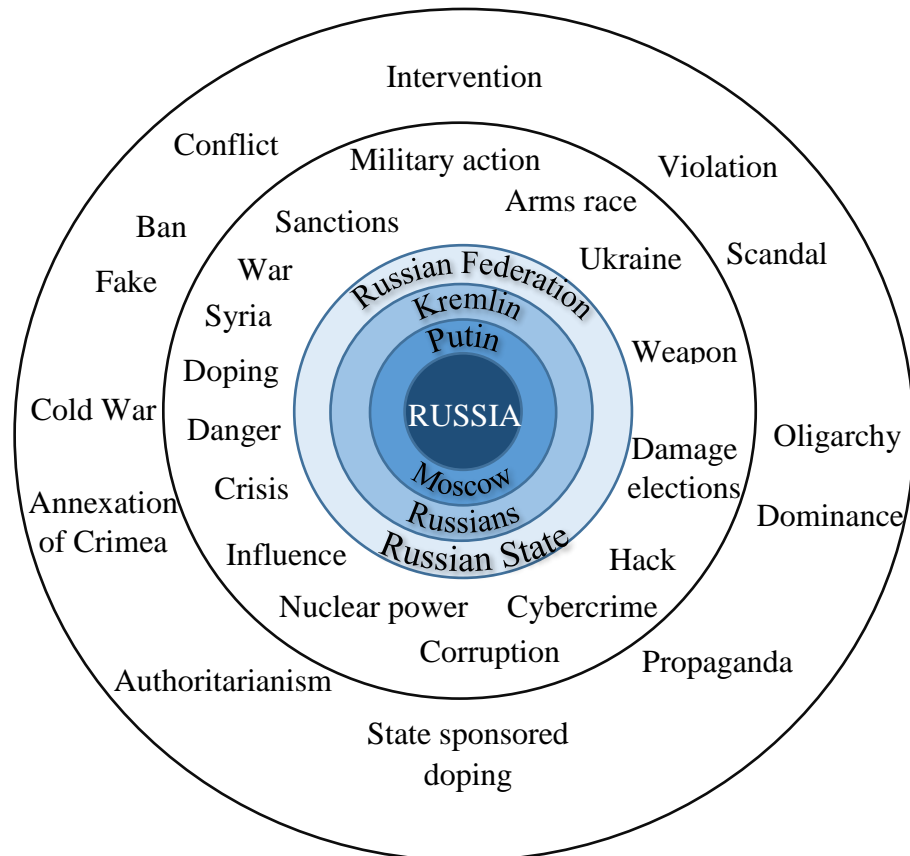 Intervention
Conflict
Military action
Violation
Arms race
Sanctions
Ban
Scandal
Ukraine
War
Fake
Russian Federation
Kremlin
Syria
Putin
Weapon
Doping
Cold War
RUSSIA
Danger
Oligarchy
Damage
elections
Moscow
Crisis
Annexation
of Crimea
Russians
Dominance
Russian State
Influence
Hack
Nuclear power
Cybercrime
Corruption
Propaganda
Authoritarianism
State sponsored
doping